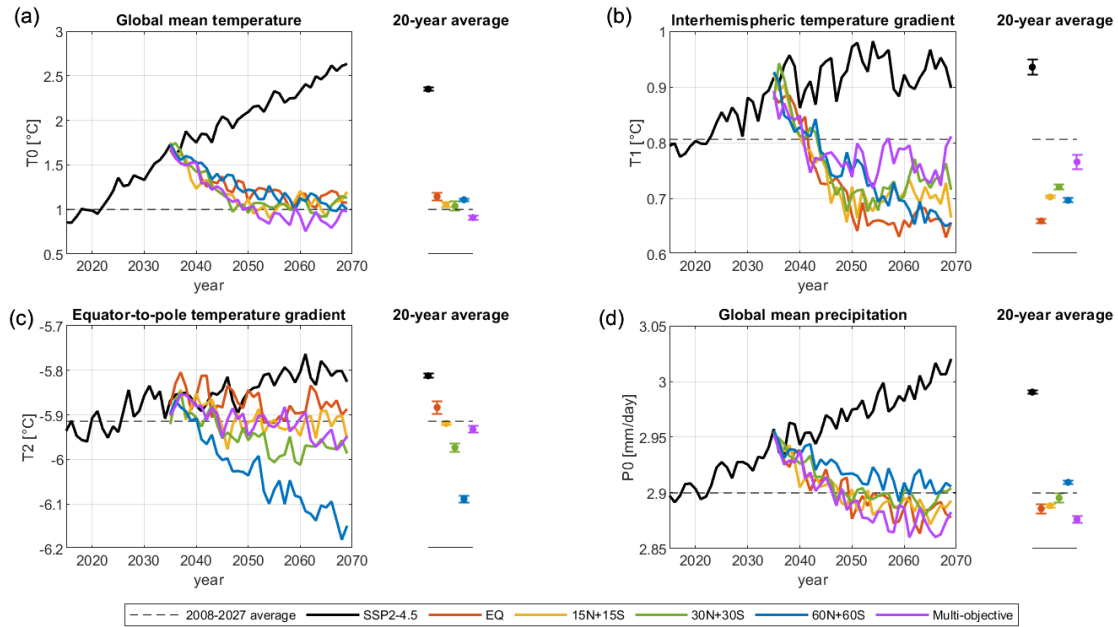 (a)
Global mean temperature
20-year average
3
2.5
2
1.5
1
0.5
T0 [°C]
2020
2030
2040
2050
2060
2070
year
(b)
Interhemispheric temperature gradient
20-year average
1
0.9
0.8
0.7
0.6
T1 [°C]
2020
2030
2040
2050
2060
2070
year
(c)
Equator-to-pole temperature gradient
20-year average
-5.7
-5.8
-5.9
-6
-6.1
-6.2
T2 [°C]
2020
2030
2040
2050
2060
2070
year
(d)
Global mean precipitation
20-year average
3.05
3
2.95
2.9
2.85
P0 [mm/day]
2020
2030
2040
2050
2060
2070
year
2008-2027 average
SSP2-4.5
EQ
15N+15S
30N+30S
60N+60S
Multi-objective